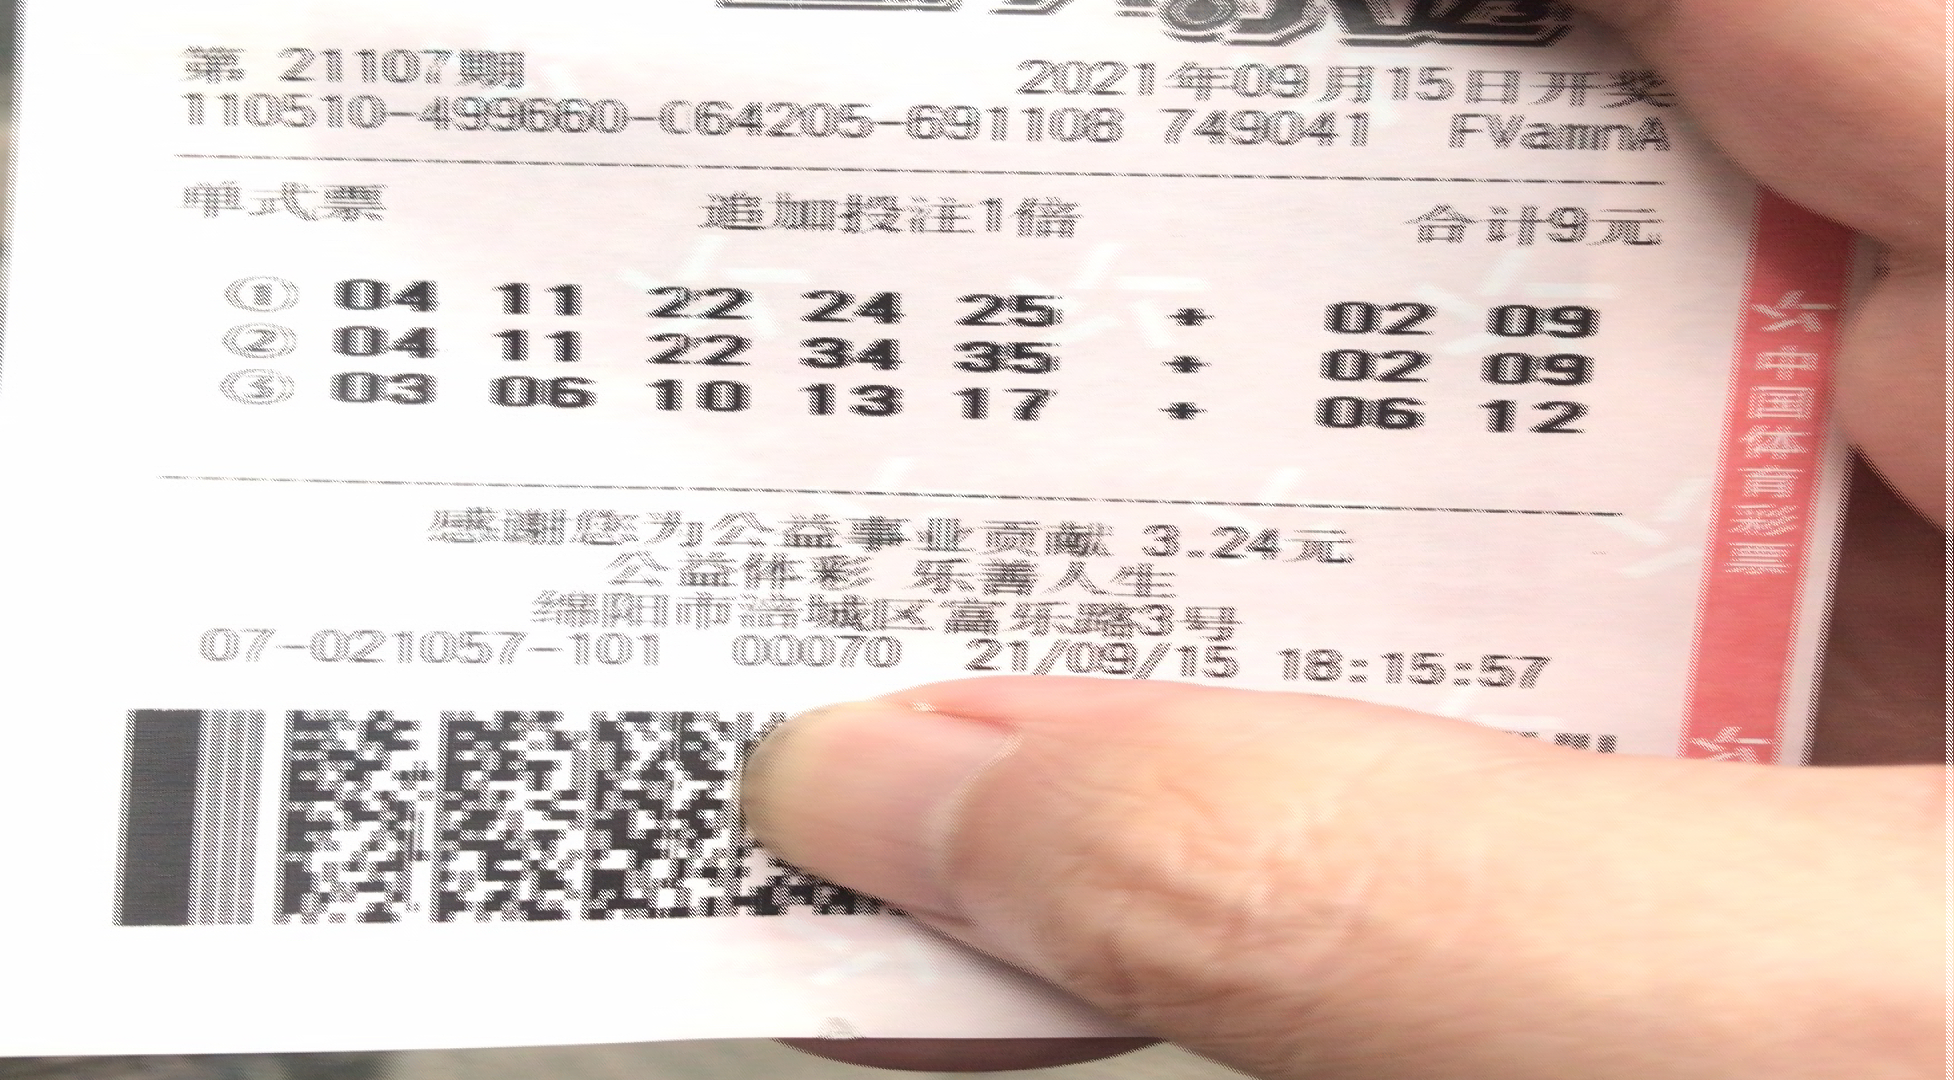 第 21107期
2021年09月15日开奖
110510-499660-064205-691108 749041 FVamnA
单式票 追加投注1倍 合计9元
① 04 11 22 24 25 + 02 09
② 04 11 22 34 35 + 02 09
③ 03 06 10 13 17 + 06 12
感谢您为公益事业贡献 3.24元
公益体彩 乐善人生
绵阳市涪城区富乐路3号
07-021057-101 00070 21/09/15 18:15:57
中国体育彩票